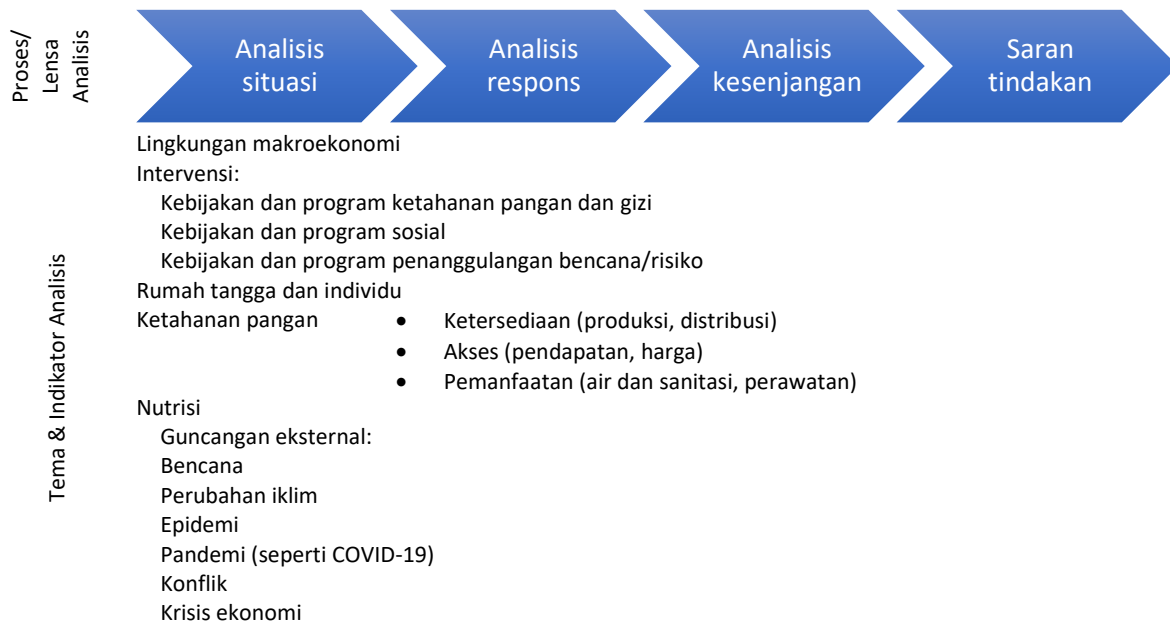 Proses/
Lensa
Analisis
Analisis
situasi
Analisis
respons
Analisis
kesenjangan
Saran
tindakan
Tema & Indikator Analisis
Lingkungan makroekonomi
Intervensi:
Kebijakan dan program ketahanan pangan dan gizi
Kebijakan dan program sosial
Kebijakan dan program penanggulangan bencana/risiko
Rumah tangga dan individu
Ketahanan pangan • Ketersediaan (produksi, distribusi)
• Akses (pendapatan, harga)
• Pemanfaatan (air dan sanitasi, perawatan)
Nutrisi
Guncangan eksternal:
Bencana
Perubahan iklim
Epidemi
Pandemi (seperti COVID-19)
Konflik
Krisis ekonomi